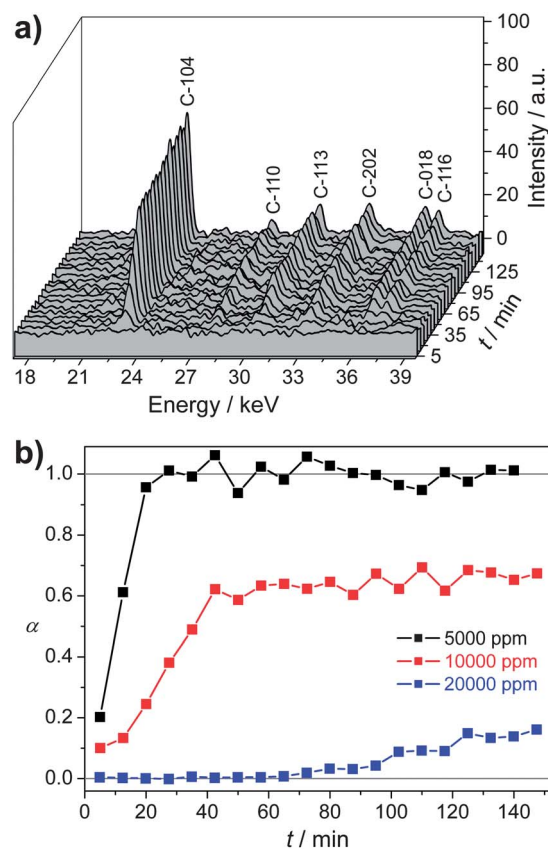 a)
100
80
60
40
20
0
Intensity / a.u.
C-104
C-110
C-113
C-202
C-018
C-116
125
95
65
35
5
t / min
18 21 24 27 30 33 36 39
Energy / keV
b)
1.0
0.8
0.6
0.4
0.2
0.0
α
5000 ppm
10000 ppm
20000 ppm
0 20 40 60 80 100 120 140
t / min